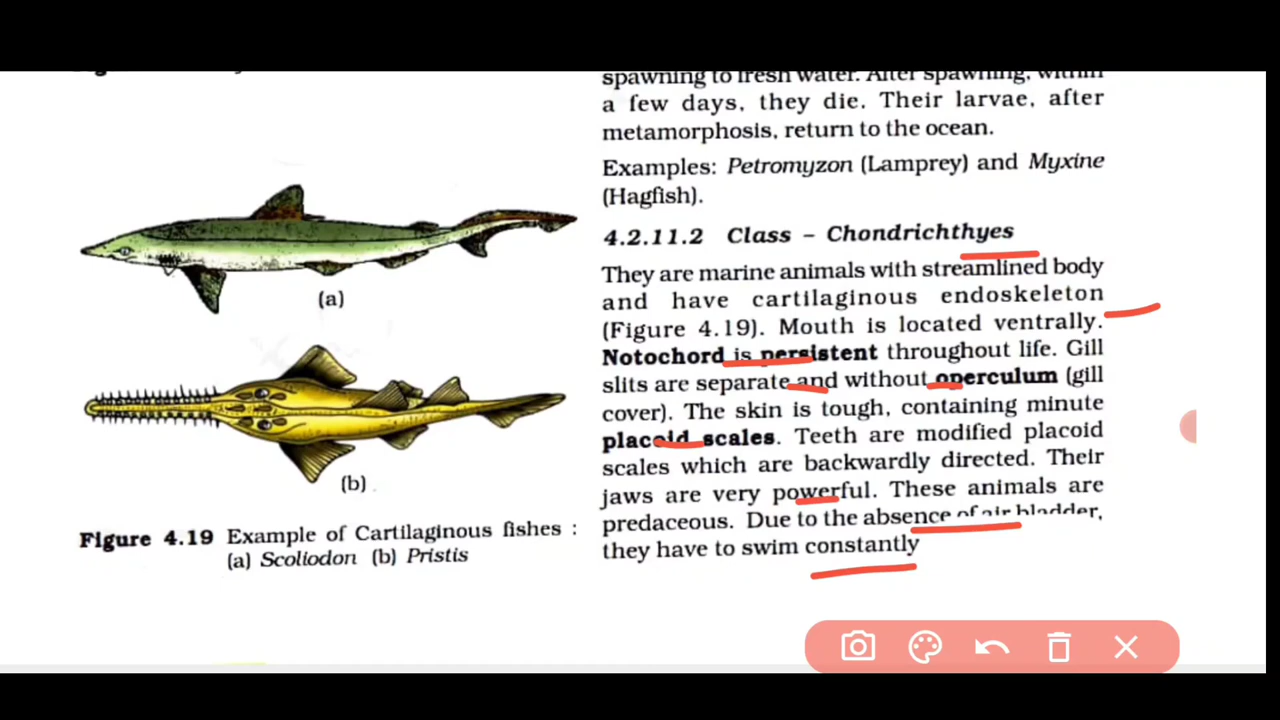 (a)
(b)
Figure 4.19 Example of Cartilaginous fishes :
(a) Scoliodon (b) Pristis
spawning to fresh water. After spawning, within
a few days, they die. Their larvae, after
metamorphosis, return to the ocean.
Examples: Petromyzon (Lamprey) and Myxine
(Hagfish).
4.2.11.2 Class – Chondrichthyes
They are marine animals with streamlined body
and have cartilaginous endoskeleton
(Figure 4.19). Mouth is located ventrally.
Notochord is persistent throughout life. Gill
slits are separate and without operculum (gill
cover). The skin is tough, containing minute
placoid scales. Teeth are modified placoid
scales which are backwardly directed. Their
jaws are very powerful. These animals are
predaceous. Due to the absence of air bladder,
they have to swim constantly